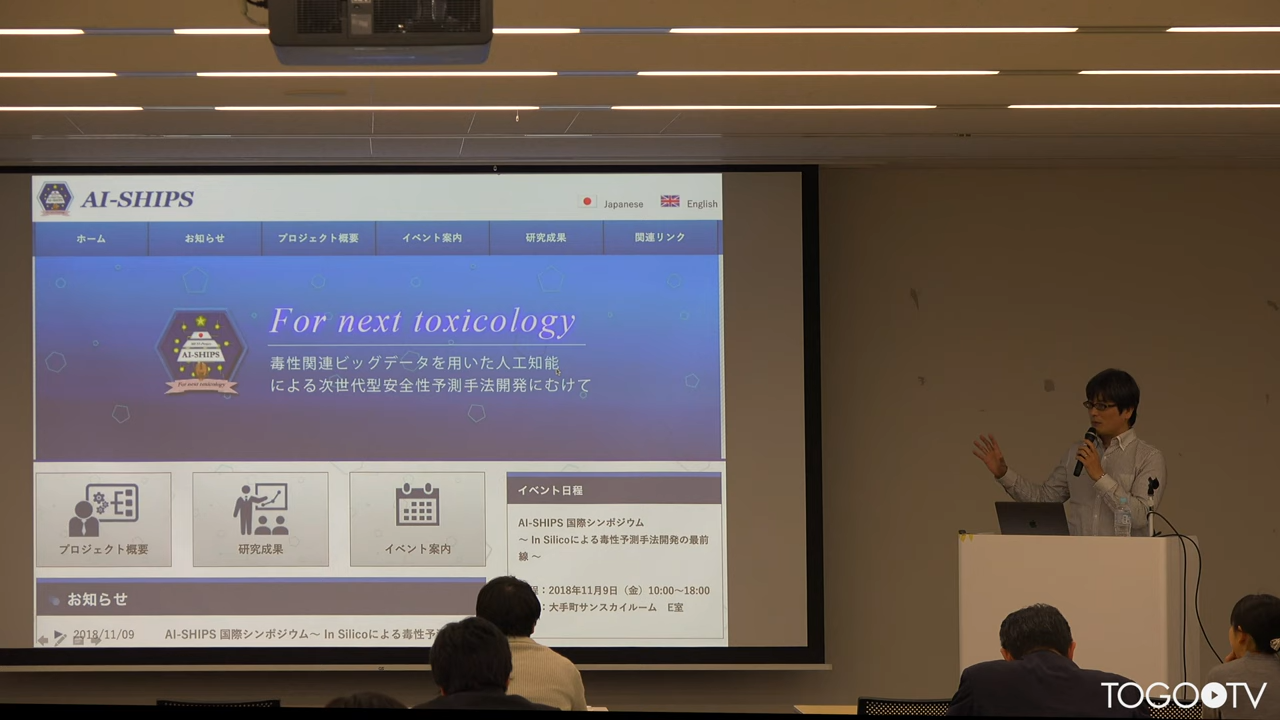 AI-SHIPS
Japanese
English
ホーム
お知らせ
プロジェクト概要
イベント案内
研究成果
関連リンク
For next toxicology
毒性関連ビッグデータを用いた人工知能
による次世代型安全性予測手法開発にむけて
AI-SHIPS
For next toxicology
プロジェクト概要
研究成果
イベント案内
イベント日程
AI-SHIPS 国際シンポジウム
～ In Silicoによる毒性予測手法開発の最前
線 ～
：2018年11月9日（金）10:00～18:00
：大手町サンスカイルーム E室
お知らせ
2018/11/09
AI-SHIPS 国際シンポジウム～ In Silicoによる毒性予
TOGOTV